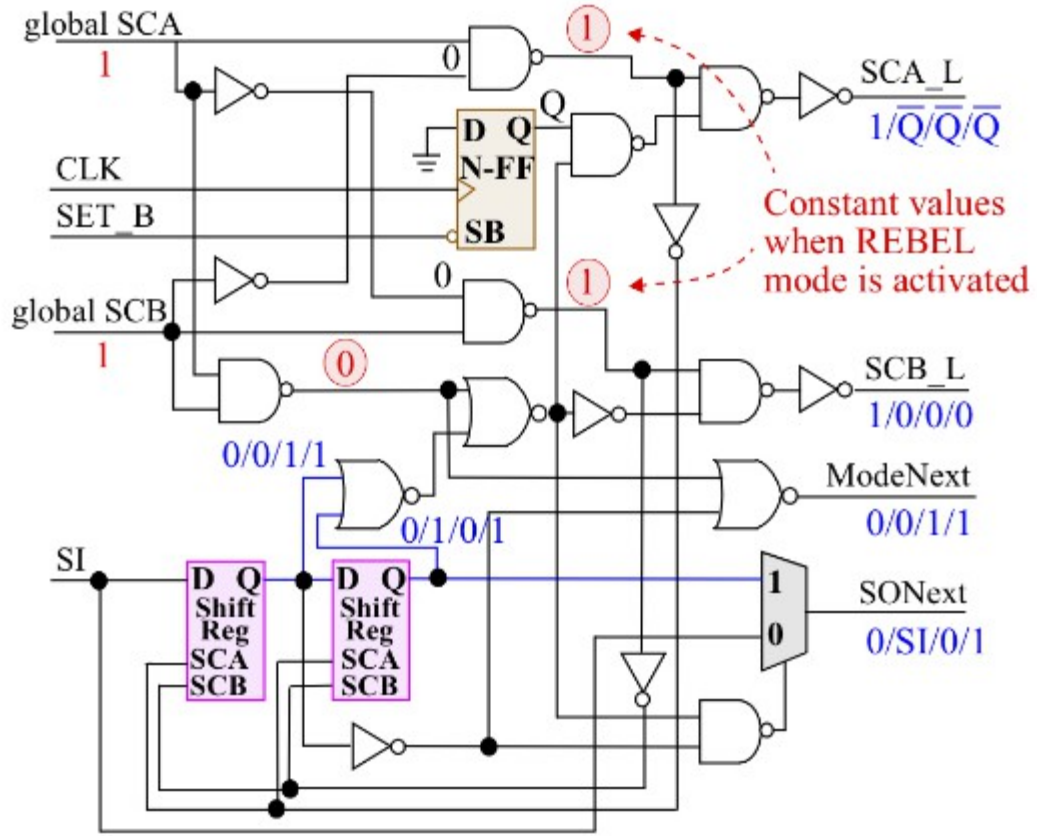 global SCA
1
0
1
SCA_L
1/Q̅/Q̅/Q̅
D Q
N-FF
SB
Q
CLK
SET_B
Constant values
when REBEL
mode is activated
0
1
global SCB
1
0
SCB_L
1/0/0/0
0/0/1/1
0/1/0/1
ModeNext
0/0/1/1
SI
D Q
Shift
Reg
SCA
SCB
D Q
Shift
Reg
SCA
SCB
1
0
SONext
0/SI/0/1